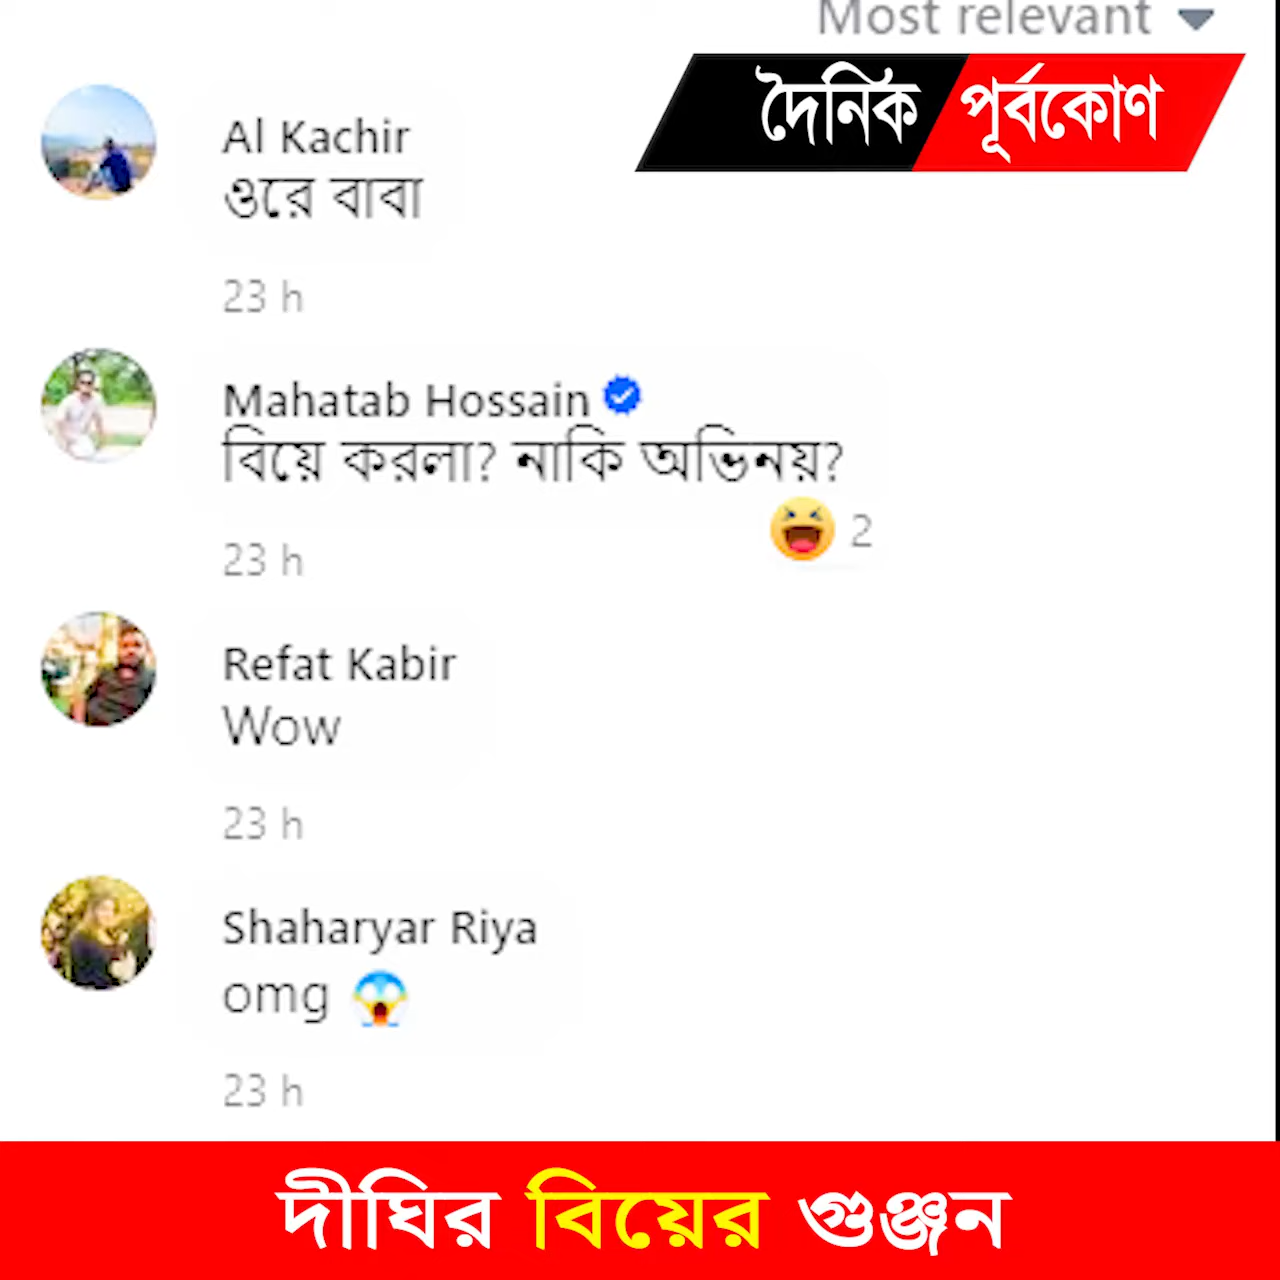 Most relevant
দৈনিক পূর্বকোণ
Al Kachir
ওরে বাবা
23 h
Mahatab Hossain
বিয়ে করলা? নাকি অভিনয়?
2
23 h
Refat Kabir
Wow
23 h
Shaharyar Riya
omg 😱
23 h
দীঘির বিয়ের গুঞ্জন